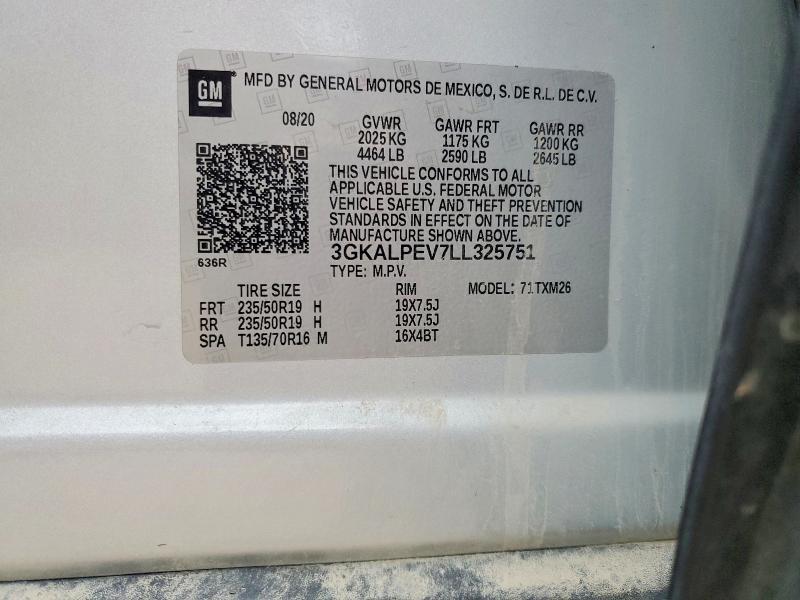 GM MFD BY GENERAL MOTORS DE MEXICO, S. DE R.L. DE C.V.
08/20 GVWR GAWR FRT GAWR RR
2025 KG 1175 KG 1200 KG
4464 LB 2590 LB 2645 LB
THIS VEHICLE CONFORMS TO ALL
APPLICABLE U.S. FEDERAL MOTOR
VEHICLE SAFETY AND THEFT PREVENTION
STANDARDS IN EFFECT ON THE DATE OF
MANUFACTURE SHOWN ABOVE.
636R 3GKALPEV7LL325751
TYPE: M.P.V.
TIRE SIZE RIM MODEL: 71TXM26
FRT 235/50R19 H 19X7.5J
RR 235/50R19 H 19X7.5J
SPA T135/70R16 M 16X4BT